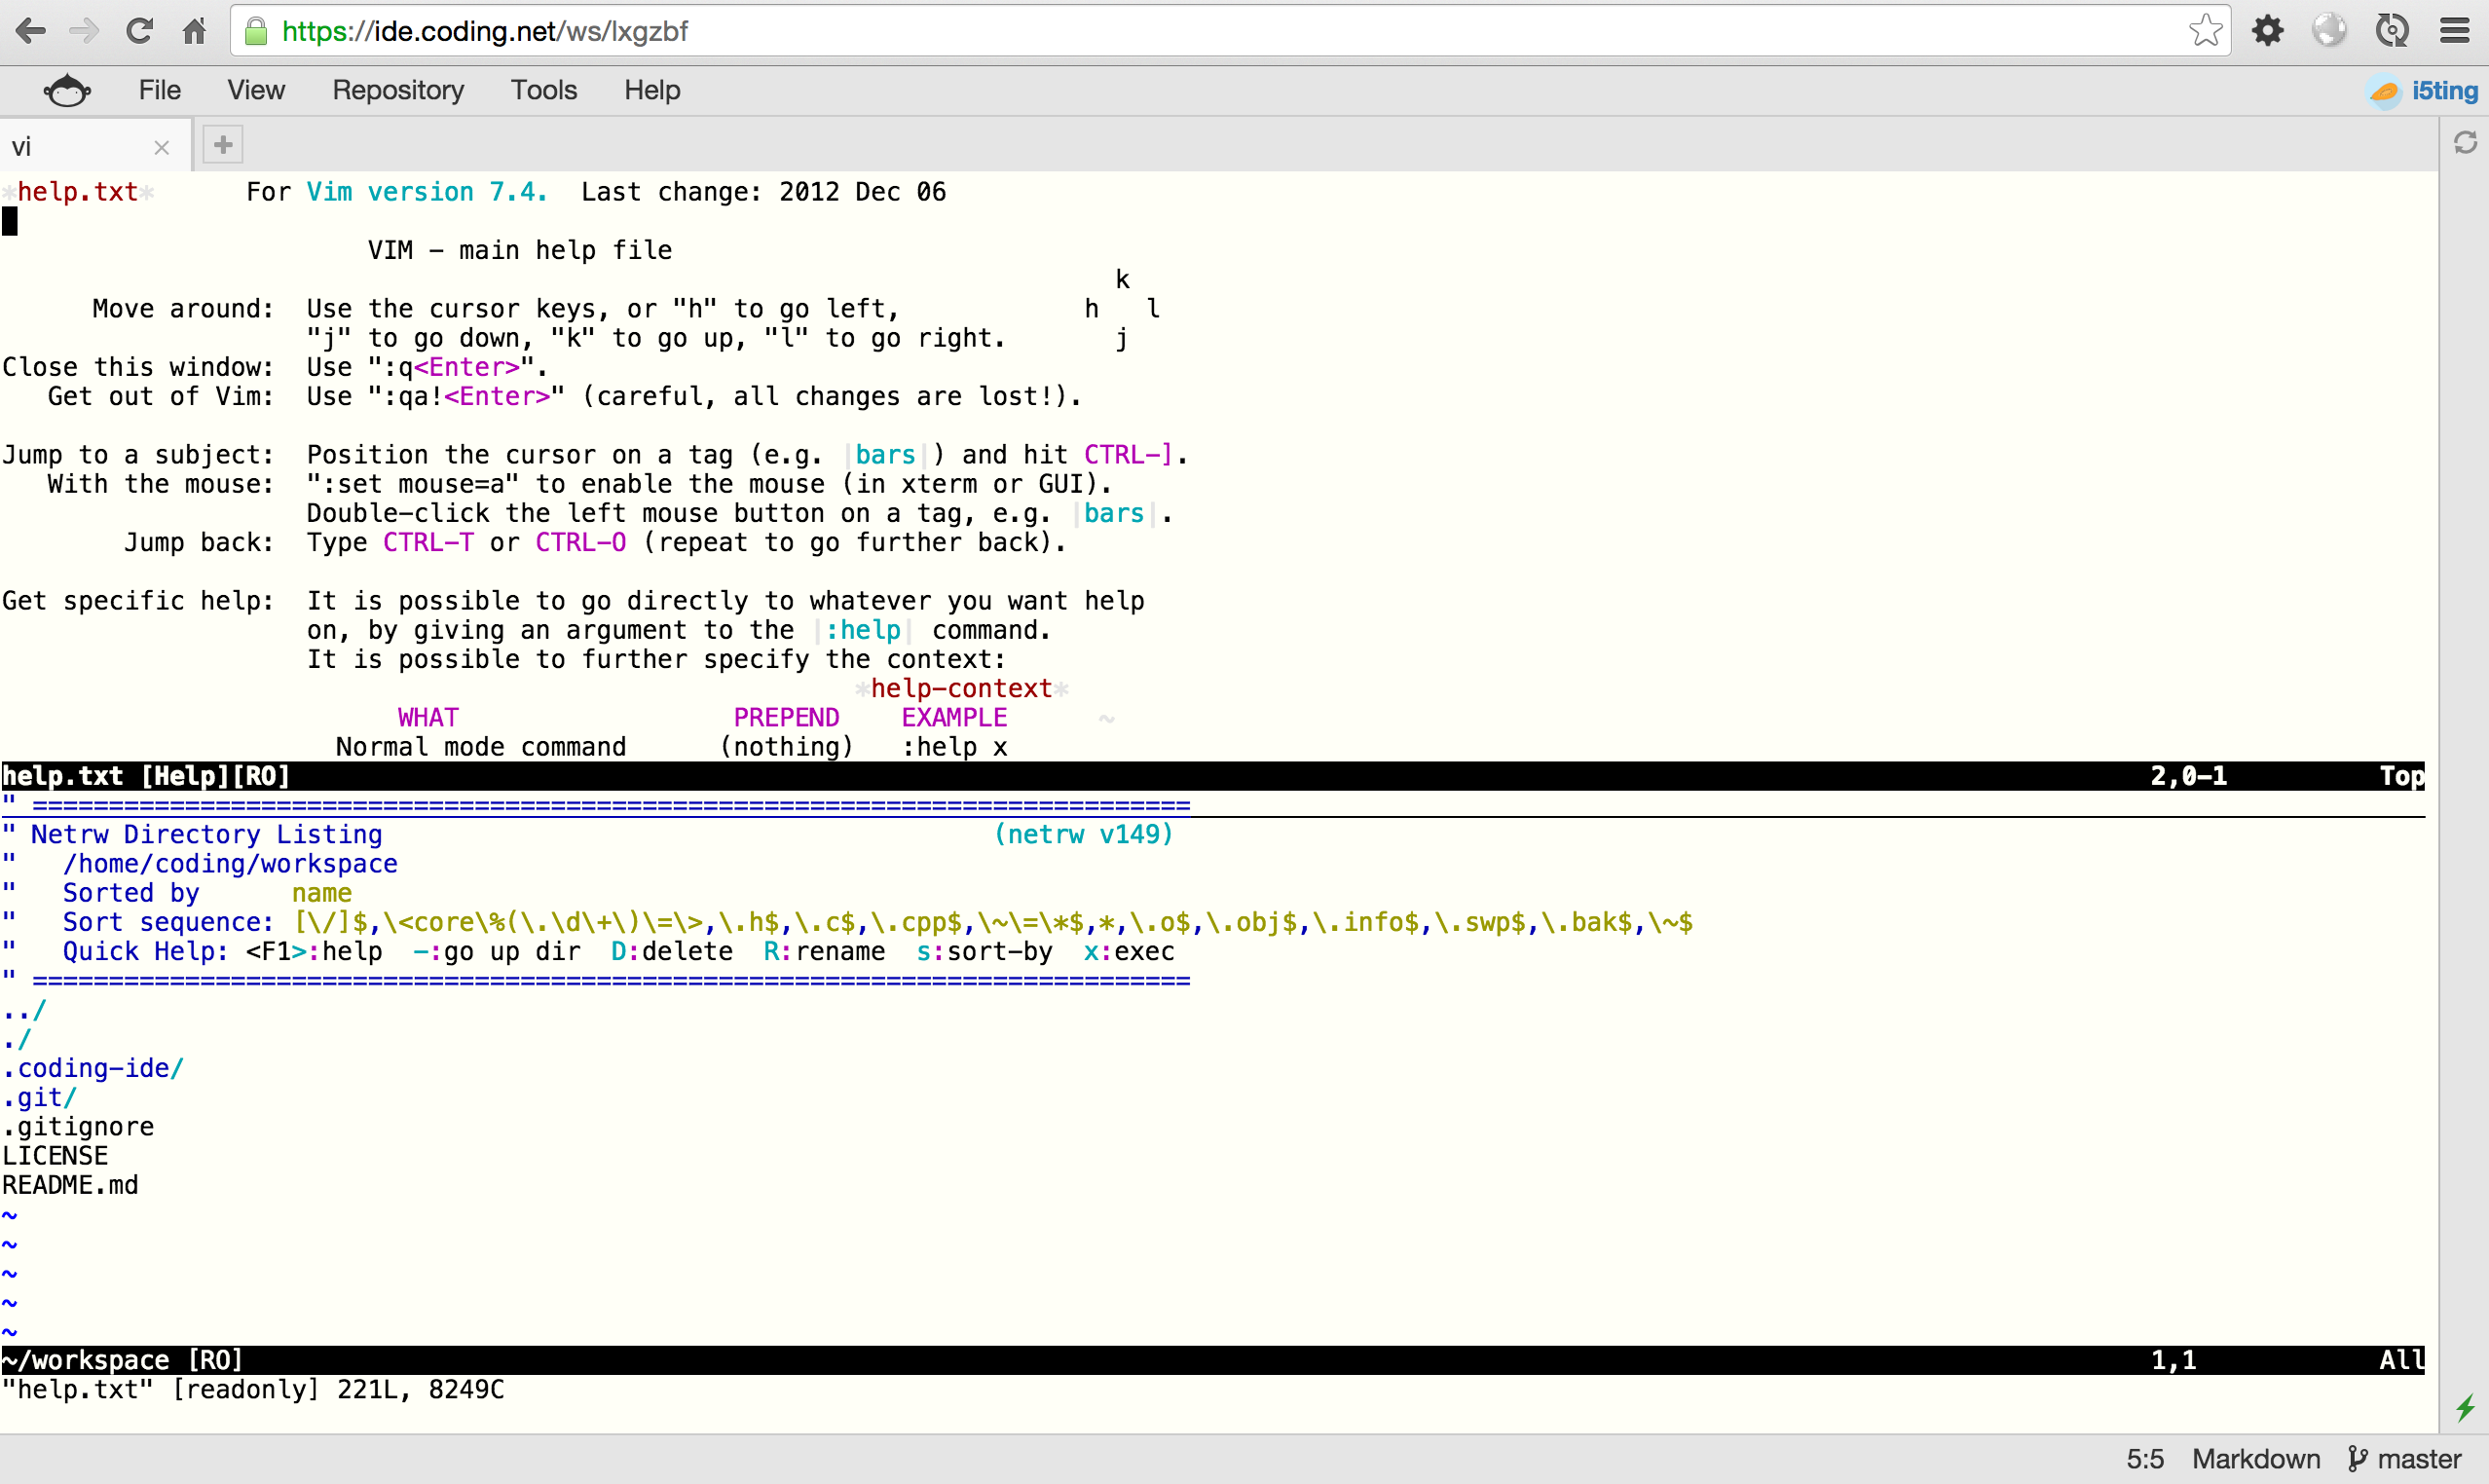 https://ide.coding.net/ws/lxgzbf
File View Repository Tools Help i5ting
vi × +
*help.txt* For Vim version 7.4. Last change: 2012 Dec 06
VIM - main help file
k
Move around: Use the cursor keys, or "h" to go left, h l
"j" to go down, "k" to go up, "l" to go right. j
Close this window: Use ":q<Enter>".
Get out of Vim: Use ":qa!<Enter>" (careful, all changes are lost!).
Jump to a subject: Position the cursor on a tag (e.g. |bars|) and hit CTRL-].
With the mouse: ":set mouse=a" to enable the mouse (in xterm or GUI).
Double-click the left mouse button on a tag, e.g. |bars|.
Jump back: Type CTRL-T or CTRL-O (repeat to go further back).
Get specific help: It is possible to go directly to whatever you want help
on, by giving an argument to the |:help| command.
It is possible to further specify the context:
*help-context*
WHAT PREPEND EXAMPLE ~
Normal mode command (nothing) :help x
help.txt [Help][RO] 2,0-1 Top
" ============================================================================
" Netrw Directory Listing (netrw v149)
" /home/coding/workspace
" Sorted by name
" Sort sequence: [\/]$,\<core\%(\.\d\+\)\=\>,\.h$,\.c$,\.cpp$,\~\=\*$,*,\.o$,\.obj$,\.info$,\.swp$,\.bak$,\~$
" Quick Help: <F1>:help -:go up dir D:delete R:rename s:sort-by x:exec
" ============================================================================
../
./
.coding-ide/
.git/
.gitignore
LICENSE
README.md
~
~
~
~
~
~/workspace [RO] 1,1 All
"help.txt" [readonly] 221L, 8249C
5:5 Markdown master